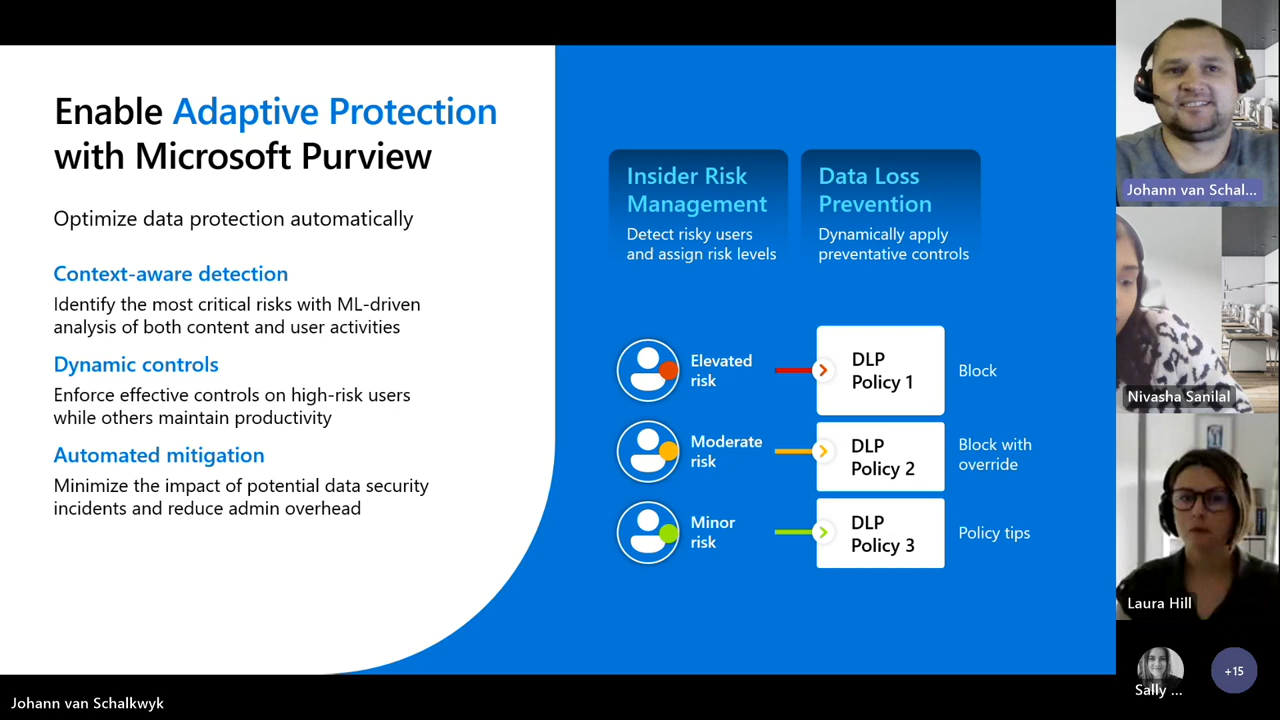 Enable Adaptive Protection
with Microsoft Purview
Optimize data protection automatically
Context-aware detection
Identify the most critical risks with ML-driven
analysis of both content and user activities
Dynamic controls
Enforce effective controls on high-risk users
while others maintain productivity
Automated mitigation
Minimize the impact of potential data security
incidents and reduce admin overhead
Insider Risk
Management
Detect risky users
and assign risk levels
Data Loss
Prevention
Dynamically apply
preventative controls
Elevated
risk
DLP
Policy 1
Block
Moderate
risk
DLP
Policy 2
Block with
override
Minor
risk
DLP
Policy 3
Policy tips
Johann van Schal...
Nivasha Sanilal
Laura Hill
Sally ...
+15
Johann van Schalkwyk